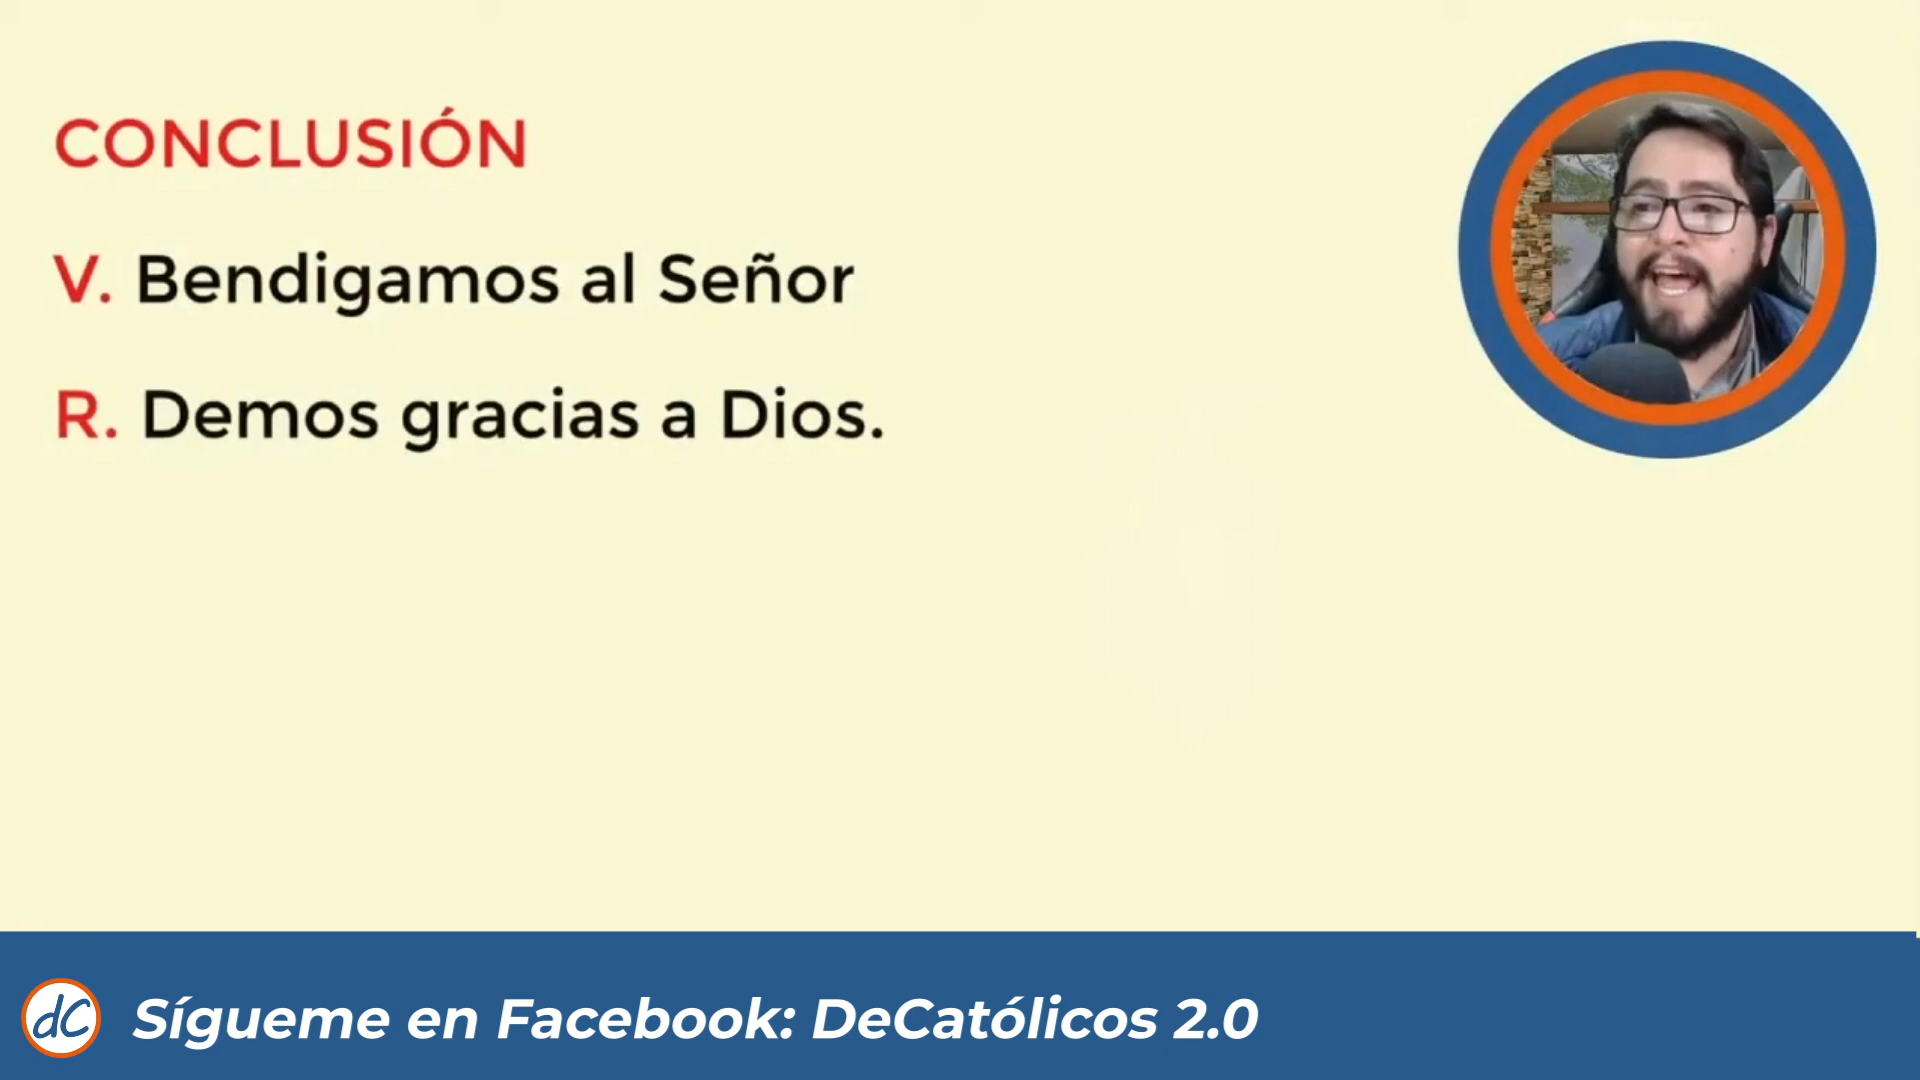 CONCLUSIÓN
V. Bendigamos al Señor
R. Demos gracias a Dios.
dC Sígueme en Facebook: DeCatólicos 2.0